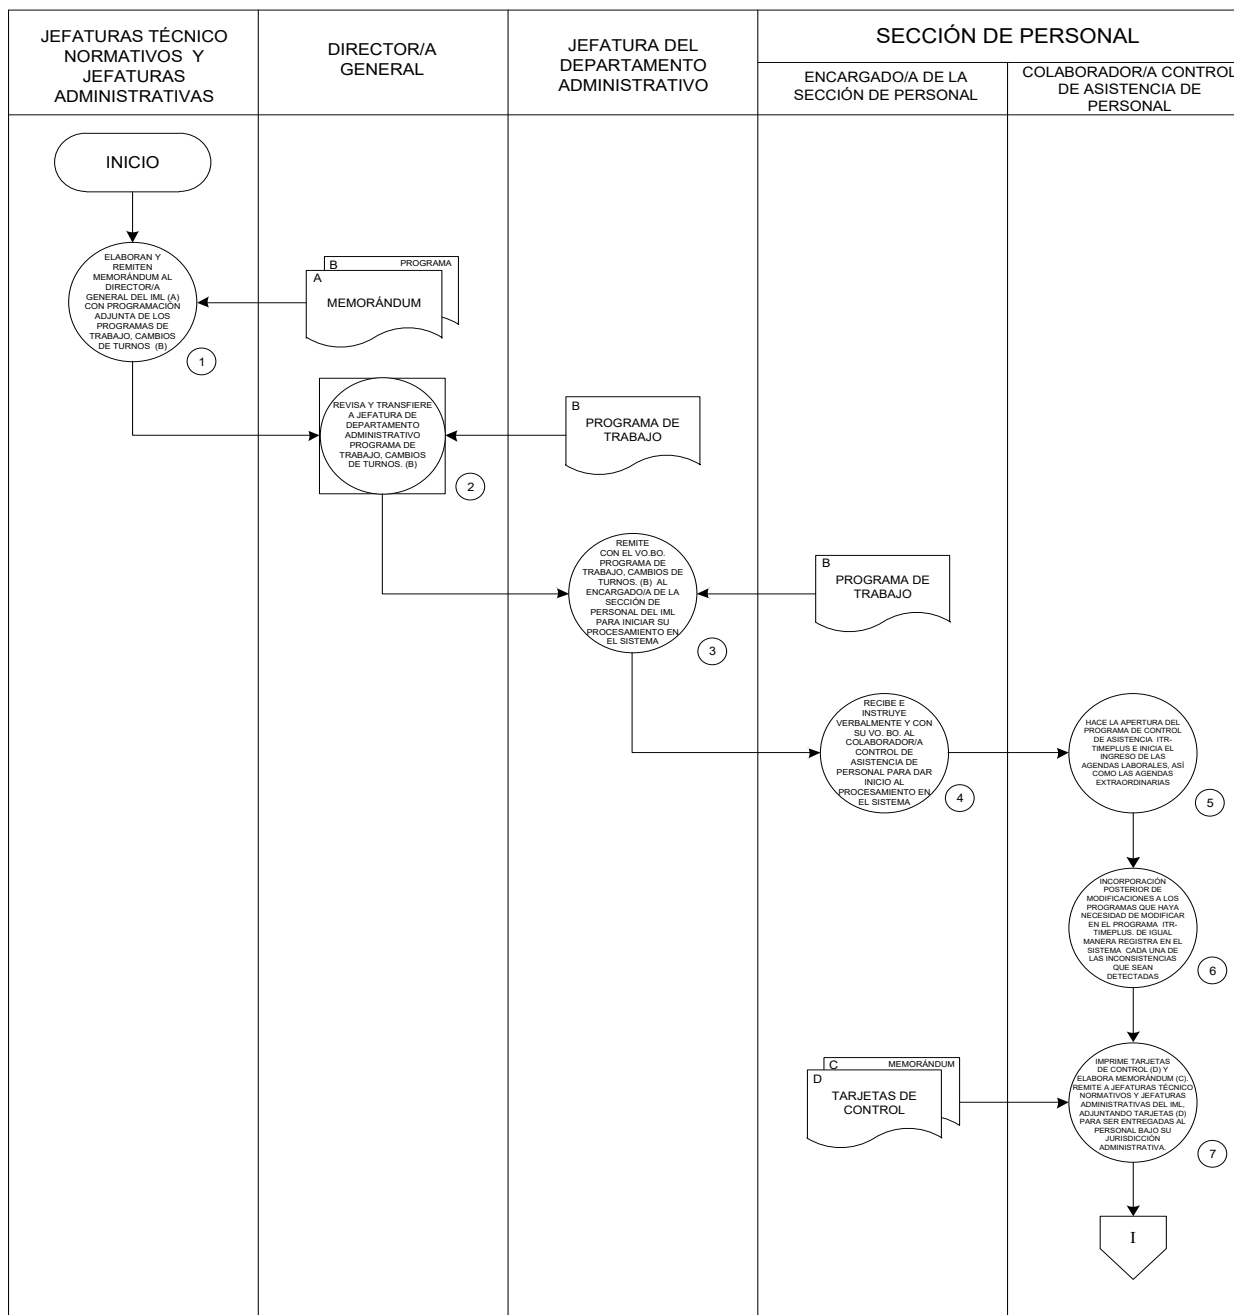 JEFATURAS TÉCNICO
NORMATIVOS Y
JEFATURAS
ADMINISTRATIVAS
DIRECTOR/A
GENERAL
JEFATURA DEL
DEPARTAMENTO
ADMINISTRATIVO
SECCIÓN DE PERSONAL
ENCARGADO/A DE LA
SECCIÓN DE PERSONAL
COLABORADOR/A CONTROL
DE ASISTENCIA DE
PERSONAL
INICIO
ELABORAN Y
REMITEN
MEMORÁNDUM AL
DIRECTOR/A
GENERAL DEL IML (A)
CON PROGRAMACIÓN
ADJUNTA DE LOS
PROGRAMAS DE
TRABAJO, CAMBIOS
DE TURNOS (B)
1
B PROGRAMA
A
MEMORÁNDUM
REVISA Y TRANSFIERE
A JEFATURA DE
DEPARTAMENTO
ADMINISTRATIVO
PROGRAMA DE
TRABAJO, CAMBIOS
DE TURNOS. (B)
2
B
PROGRAMA DE
TRABAJO
REMITE
CON EL VO.BO.
PROGRAMA DE
TRABAJO, CAMBIOS DE
TURNOS. (B) AL
ENCARGADO/A DE LA
SECCIÓN DE
PERSONAL DEL IML
PARA INICIAR SU
PROCESAMIENTO EN
EL SISTEMA
3
B
PROGRAMA DE
TRABAJO
RECIBE E
INSTRUYE
VERBALMENTE Y CON
SU VO. BO. AL
COLABORADOR/A
CONTROL DE
ASISTENCIA DE
PERSONAL PARA DAR
INICIO AL
PROCESAMIENTO EN
EL SISTEMA
4
HACE LA APERTURA DEL
PROGRAMA DE CONTROL
DE ASISTENCIA ITR-
TIMEPLUS E INICIA EL
INGRESO DE LAS
AGENDAS LABORALES, ASÍ
COMO LAS AGENDAS
EXTRAORDINARIAS
5
INCORPORACIÓN
POSTERIOR DE
MODIFICACIONES A LOS
PROGRAMAS QUE HAYA
NECESIDAD DE MODIFICAR
EN EL PROGRAMA ITR-
TIMEPLUS. DE IGUAL
MANERA REGISTRA EN EL
SISTEMA CADA UNA DE
LAS INCONSISTENCIAS
QUE SEAN
DETECTADAS
6
C MEMORÁNDUM
D
TARJETAS DE
CONTROL
IMPRIME TARJETAS
DE CONTROL (D) Y
ELABORA MEMORÁNDUM (C).
REMITE A JEFATURAS TÉCNICO
NORMATIVOS Y JEFATURAS
ADMINISTRATIVAS DEL IML,
ADJUNTANDO TARJETAS (D)
PARA SER ENTREGADAS AL
PERSONAL BAJO SU
JURISDICCIÓN
ADMINISTRATIVA.
7
I